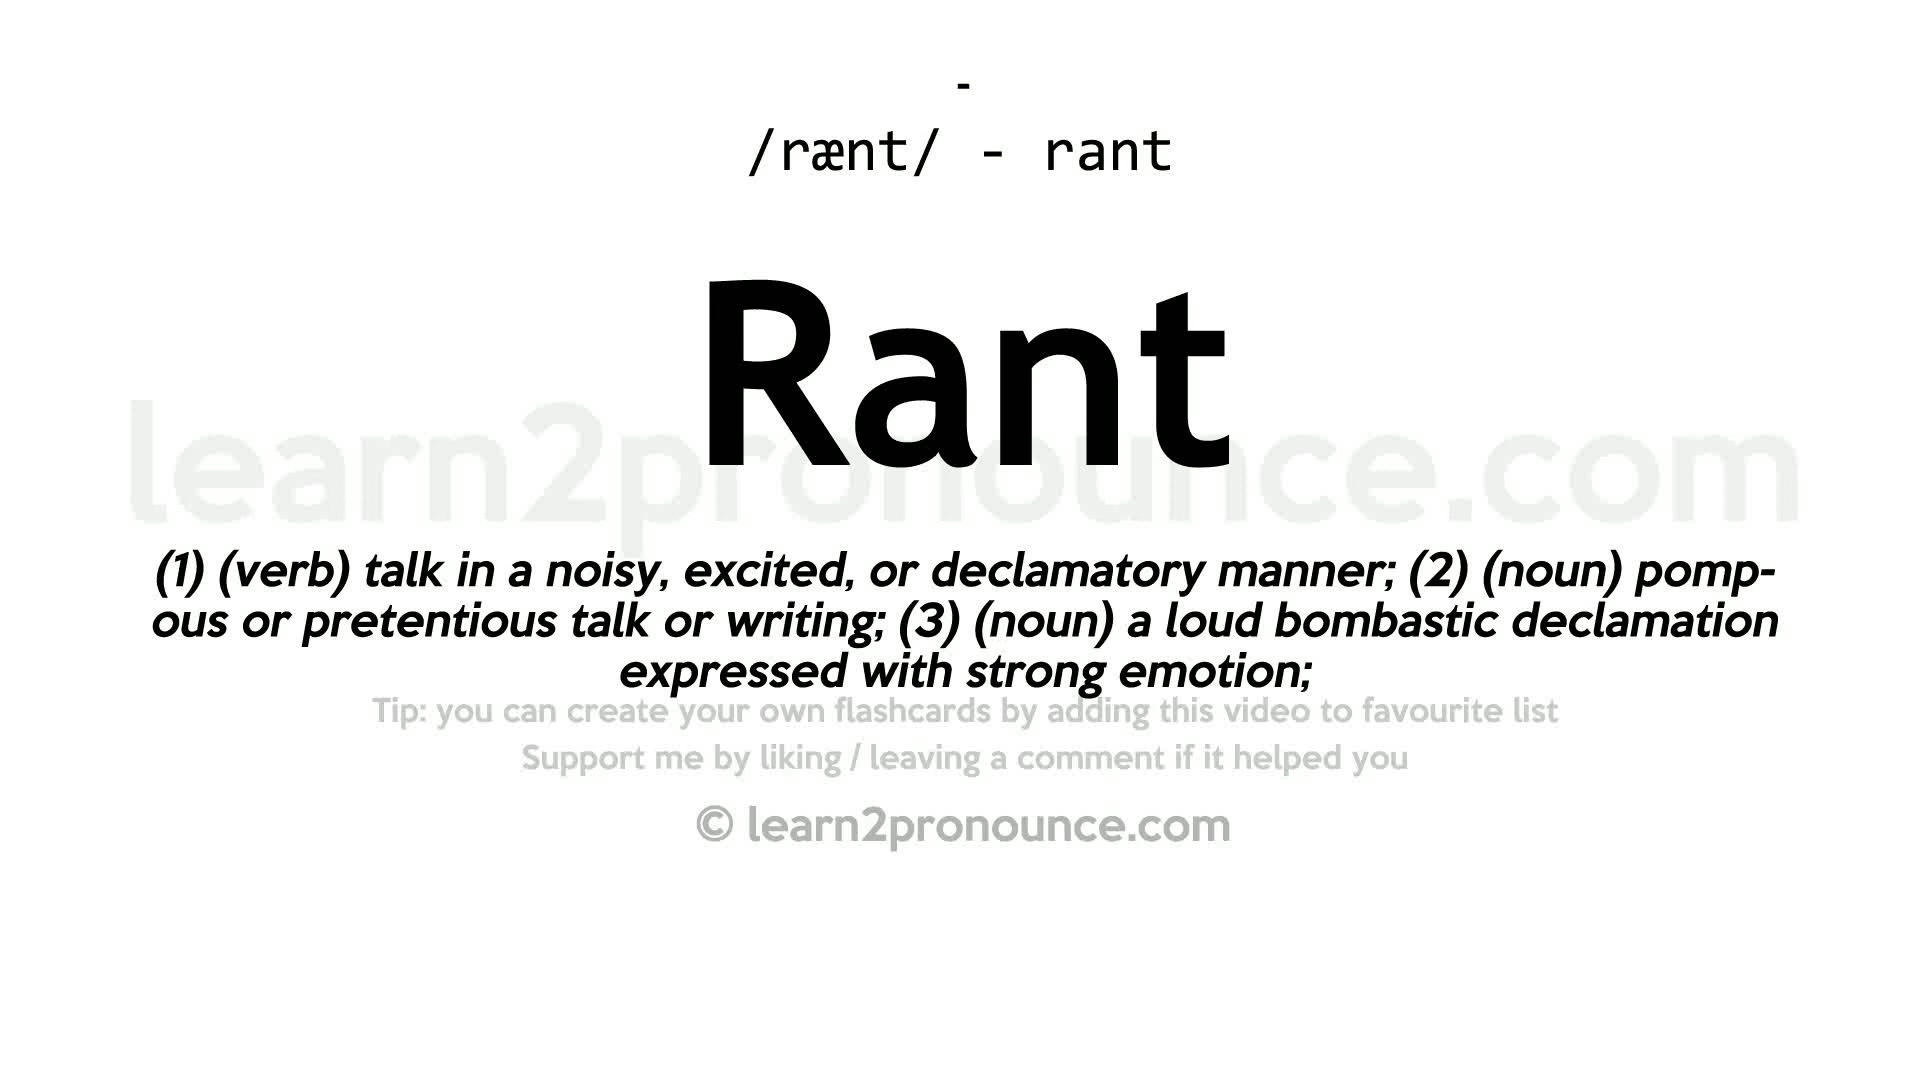 -
/rænt/ - rant
Rant
learn2pronounce.com
(1) (verb) talk in a noisy, excited, or declamatory manner; (2) (noun) pomp-
ous or pretentious talk or writing; (3) (noun) a loud bombastic declamation
expressed with strong emotion;
Tip: you can create your own flashcards by adding this video to favourite list
Support me by liking / leaving a comment if it helped you
© learn2pronounce.com